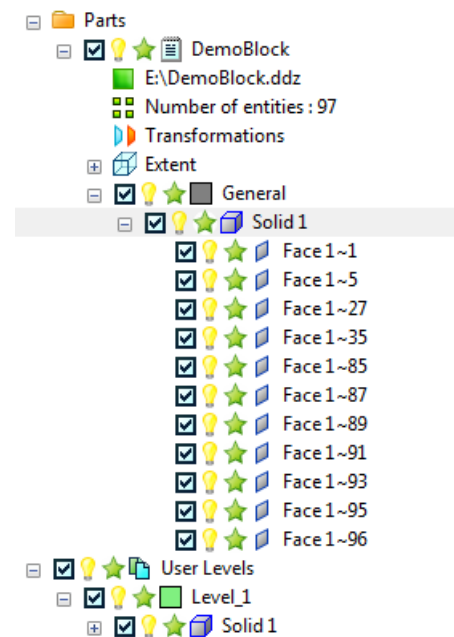 Parts
DemoBlock
E:\DemoBlock.ddz
Number of entities : 97
Transformations
Extent
General
Solid 1
Face 1~1
Face 1~5
Face 1~27
Face 1~35
Face 1~85
Face 1~87
Face 1~89
Face 1~91
Face 1~93
Face 1~95
Face 1~96
User Levels
Level_1
Solid 1